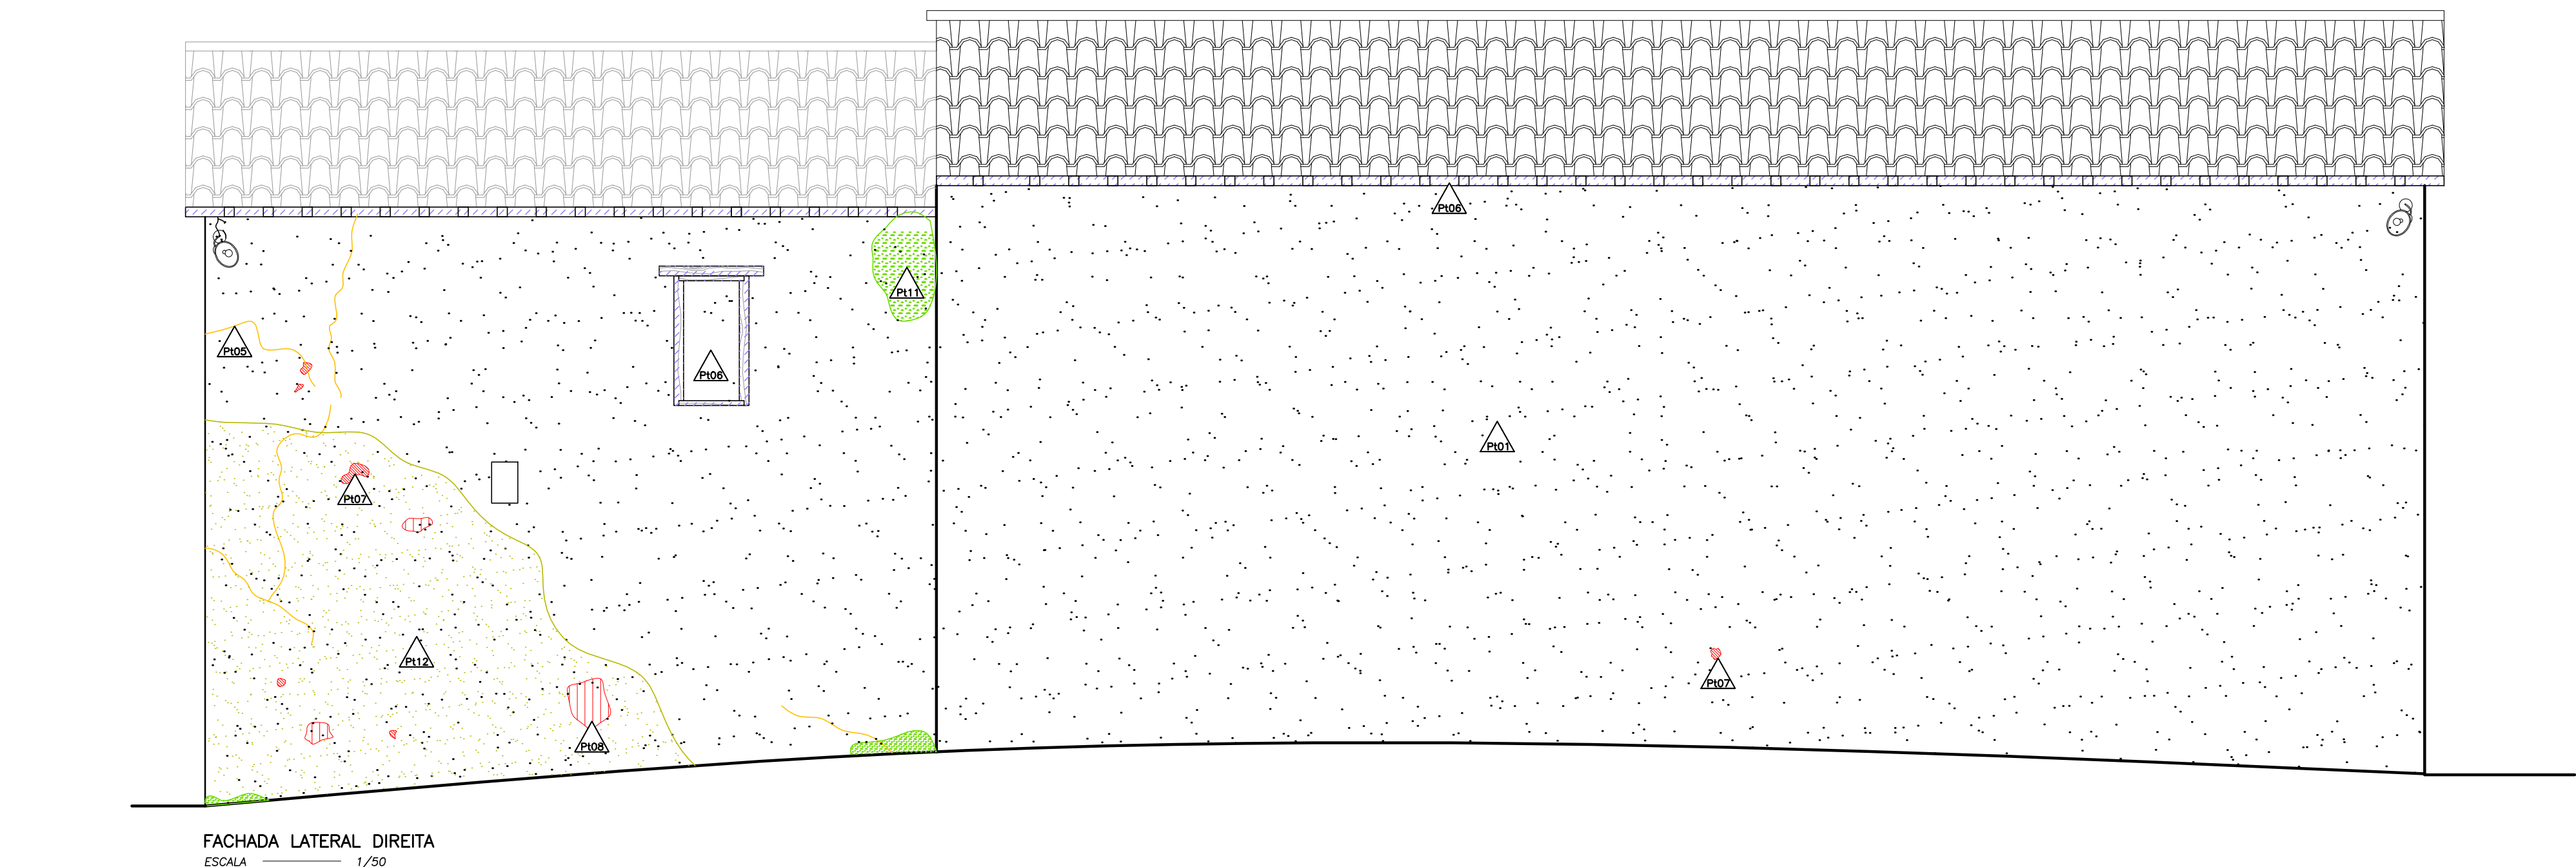 Pt06
Pt11
Pt05
Pt06
Pt01
Pt07
Pt12
Pt07
Pt08
FACHADA LATERAL DIREITA
ESCALA 1/50